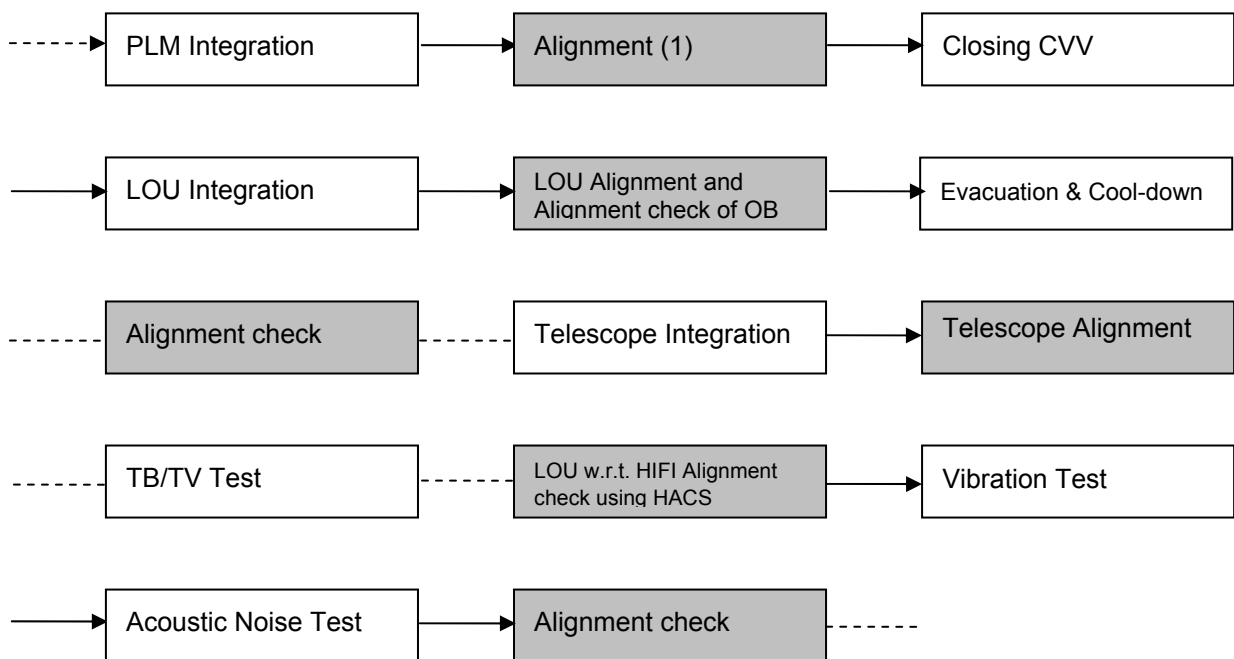 PLM Integration
Alignment (1)
Closing CVV
LOU Integration
LOU Alignment and
Alignment check of OB
Evacuation & Cool-down
Alignment check
Telescope Integration
Telescope Alignment
TB/TV Test
LOU w.r.t. HIFI Alignment
check using HACS
Vibration Test
Acoustic Noise Test
Alignment check